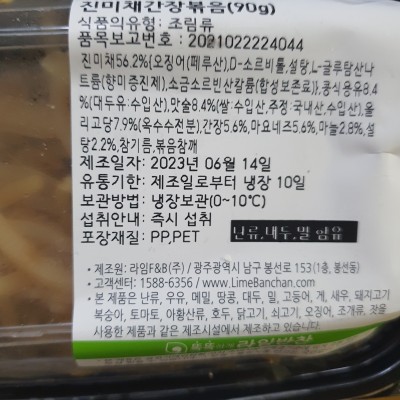 진미채간장볶음(90g)
식품의유형: 조림류
품목보고번호 : 2021022224044
진미채56.2%{오징어(페루산),D-소르비톨,설탕,L-글루탐산나
트륨(향미증진제),소금소르빈산칼륨(합성보존료)},콩식용유8.4
%(대두유:수입산),맛술8.4%(쌀:수입산,주정:국내산,수입산),올
리고당7.9%(옥수수전분),간장5.6%,마요네즈5.6%,마늘2.8%,설
탕2.2%,참기름,볶음참깨
제조일자: 2023년 06월 14일
유통기한: 제조일로부터 냉장 10일
보관방법: 냉장보관(0~10℃)
섭취안내: 즉시 섭취
포장재질: PP,PET
난류,대두,밀 함유
• 제조원: 라임F&B(주) / 광주광역시 남구 봉선로 153(1층, 봉선동)
• 고객센터: 1588-6356 / www.LimeBanchan.com
• 본 제품은 난류, 우유, 메밀, 땅콩, 대두, 밀, 고등어, 게, 새우, 돼지고기
복숭아, 토마토, 아황산류, 호두, 닭고기, 쇠고기, 오징어, 조개류, 잣을
사용한 제품과 같은 제조시설에서 제조하고 있습니다.
라임반찬